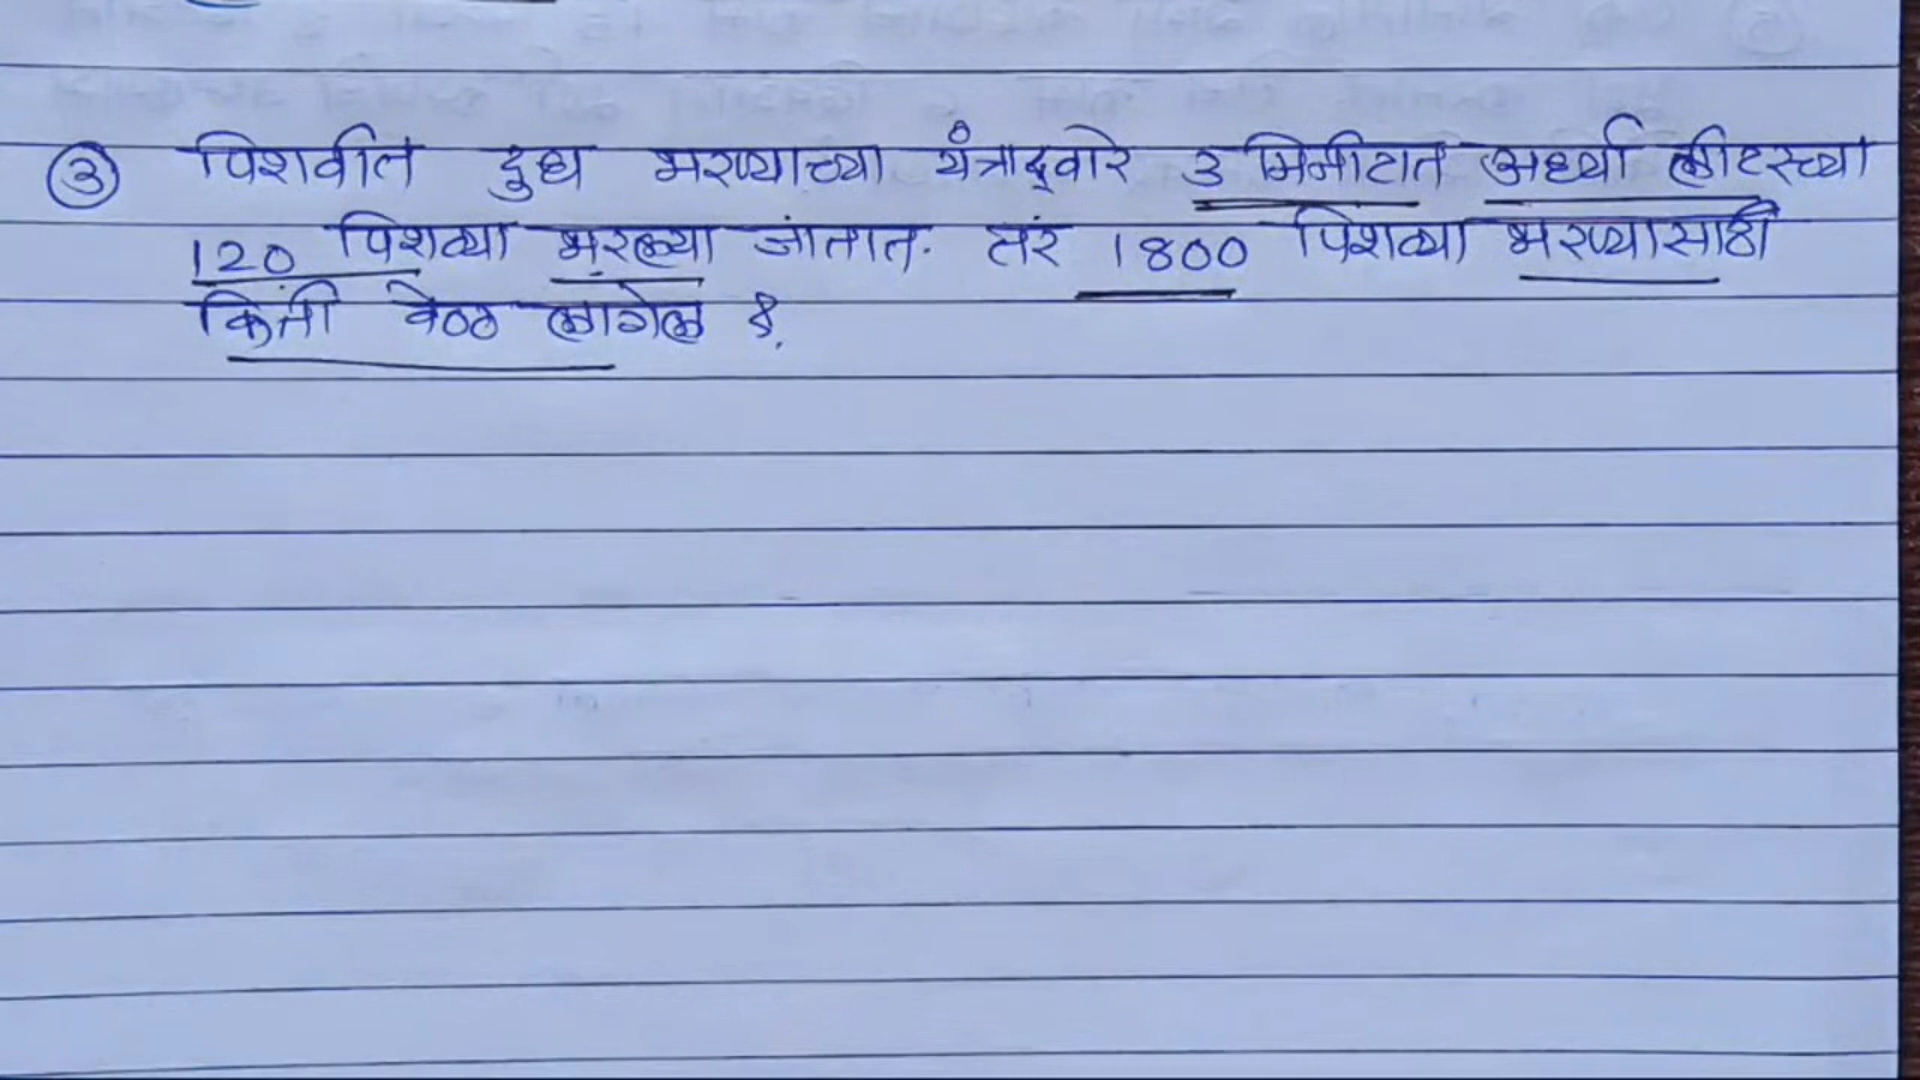 ③ पिशवीत दुध भरण्याच्या यंत्राद्वारे 3 मिनीटात अर्ध्या लीटरच्या
120 पिशव्या भरल्या जातात. तर 1800 पिशव्या भरण्यासाठी
किती वेळ लागेल ?.